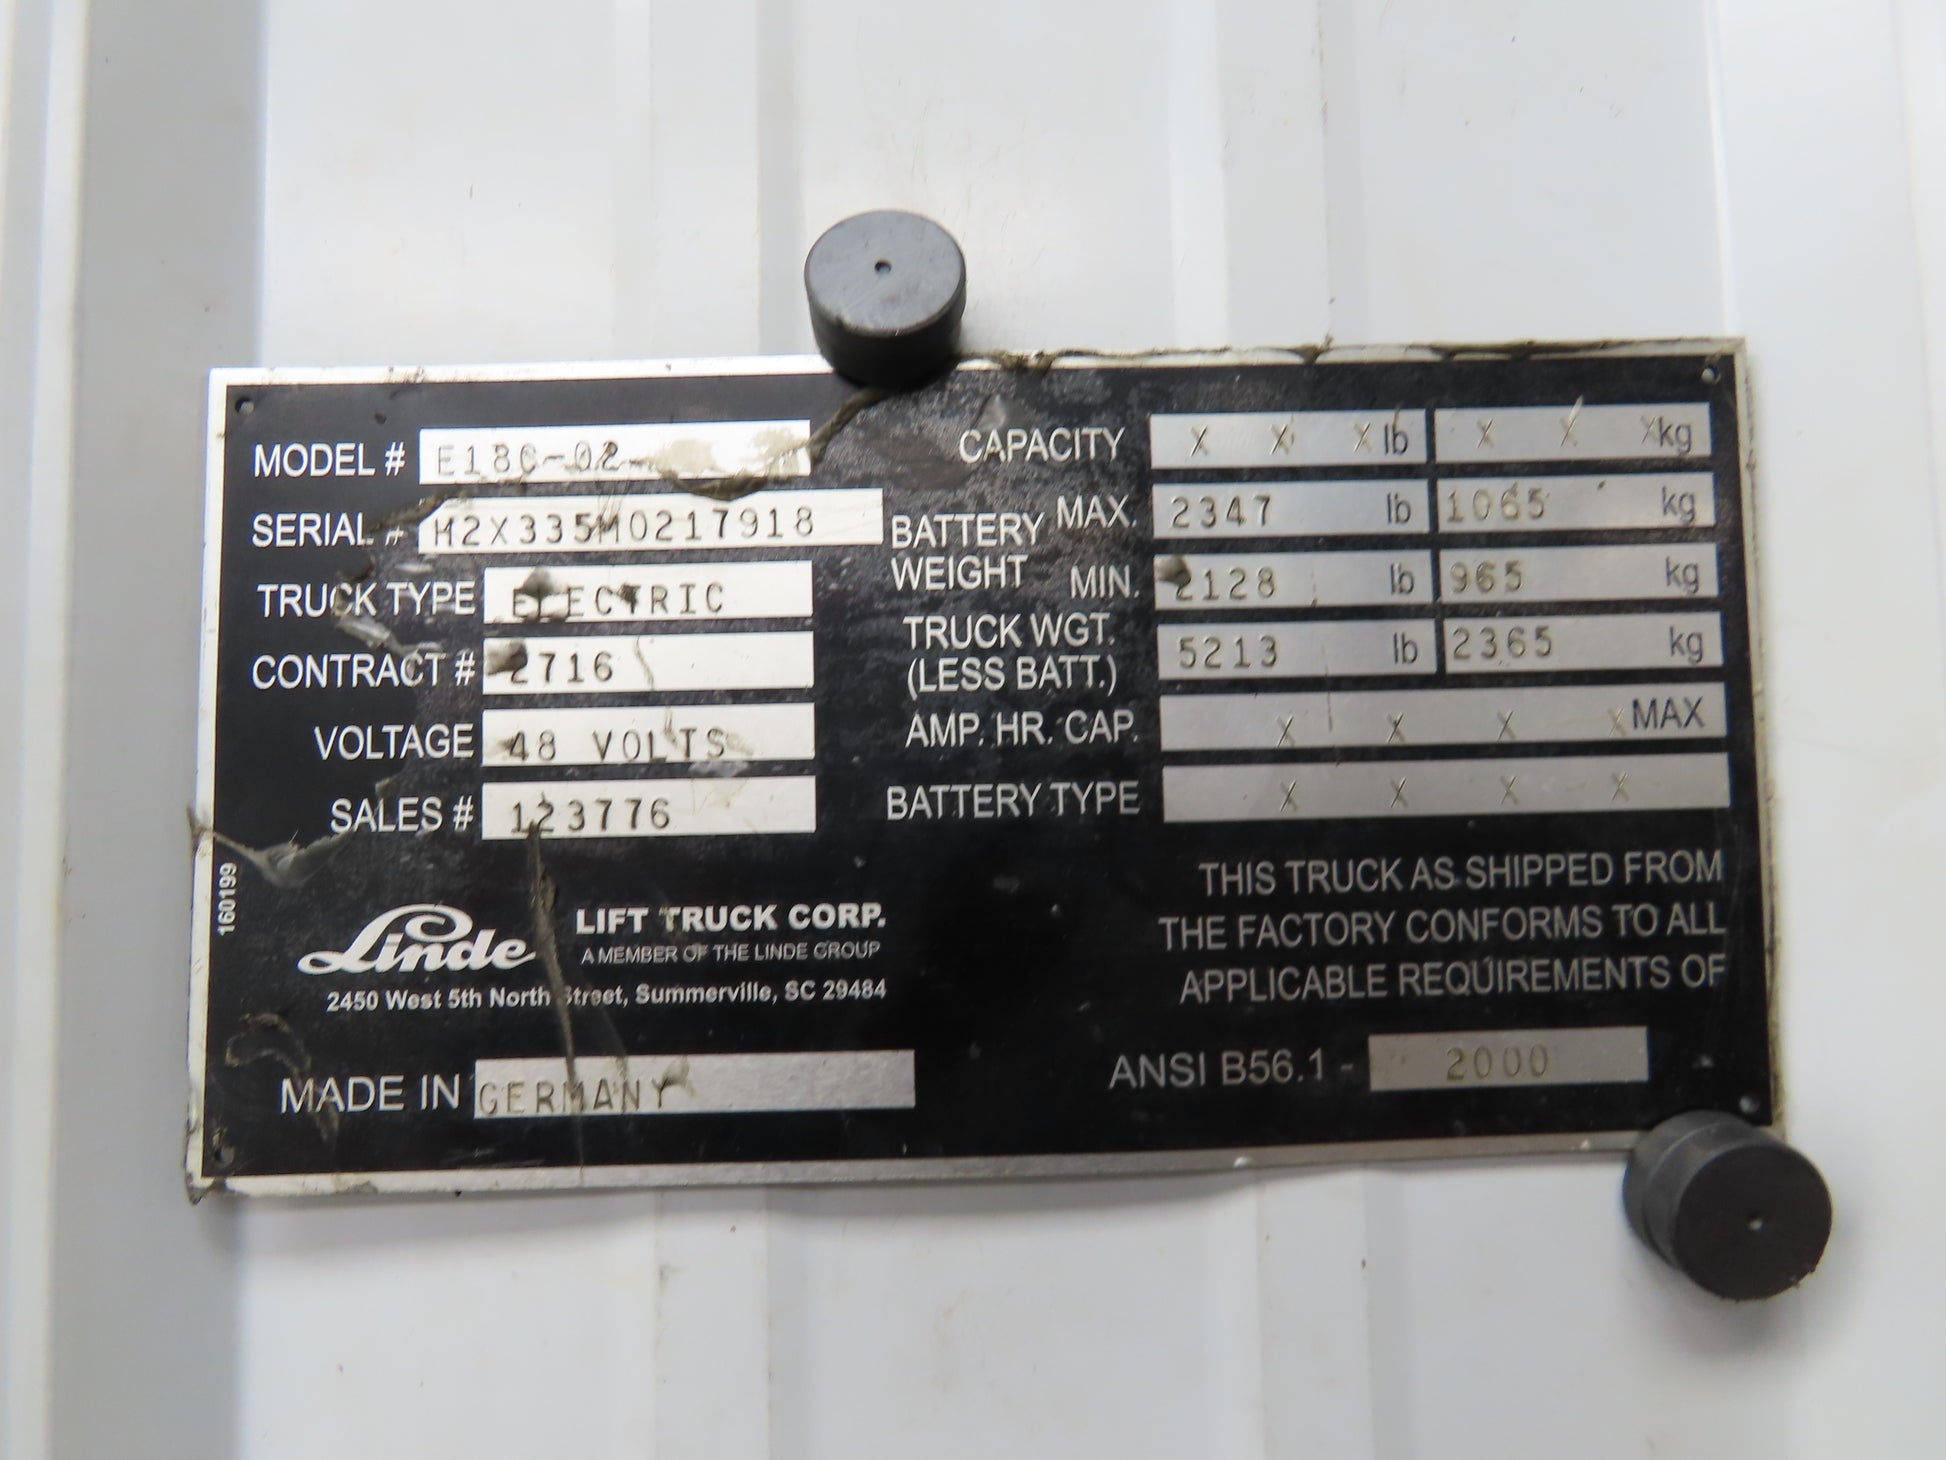 MODEL # E18C-02
SERIAL # H2X335M0217918
TRUCK TYPE ELECTRIC
CONTRACT # 2716
VOLTAGE 48 VOLTS
SALES # 123776
160199
Linde LIFT TRUCK CORP.
A MEMBER OF THE LINDE GROUP
2450 West 5th North Street, Summerville, SC 29484
MADE IN GERMANY
CAPACITY X X X lb X X X kg
BATTERY WEIGHT MAX. 2347 lb 1065 kg
MIN. 2128 lb 965 kg
TRUCK WGT. (LESS BATT.) 5213 lb 2365 kg
AMP. HR. CAP. X X X X MAX
BATTERY TYPE X X X X
THIS TRUCK AS SHIPPED FROM
THE FACTORY CONFORMS TO ALL
APPLICABLE REQUIREMENTS OF
ANSI B56.1 - 2000